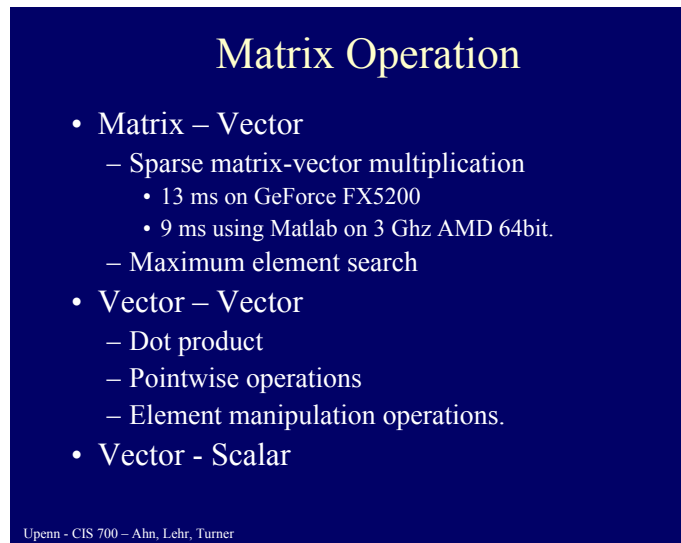 Matrix Operation
• Matrix – Vector
– Sparse matrix-vector multiplication
• 13 ms on GeForce FX5200
• 9 ms using Matlab on 3 Ghz AMD 64bit.
– Maximum element search
• Vector – Vector
– Dot product
– Pointwise operations
– Element manipulation operations.
• Vector - Scalar
Upenn - CIS 700 – Ahn, Lehr, Turner